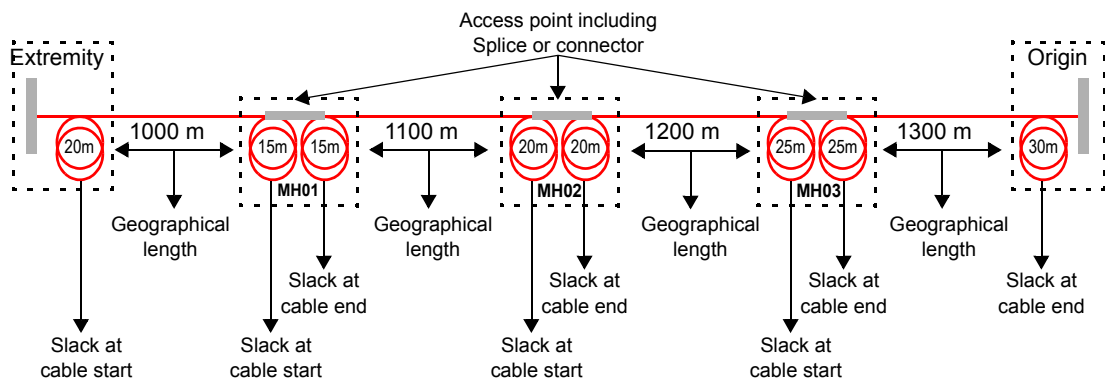 Access point including
Splice or connector
Extremity
Origin
1000 m
1100 m
1200 m
1300 m
20m
15m
15m
20m
20m
25m
25m
30m
MH01
MH02
MH03
Geographical
length
Geographical
length
Geographical
length
Geographical
length
Slack at
cable end
Slack at
cable end
Slack at
cable end
Slack at
cable end
Slack at
cable start
Slack at
cable start
Slack at
cable start
Slack at
cable start